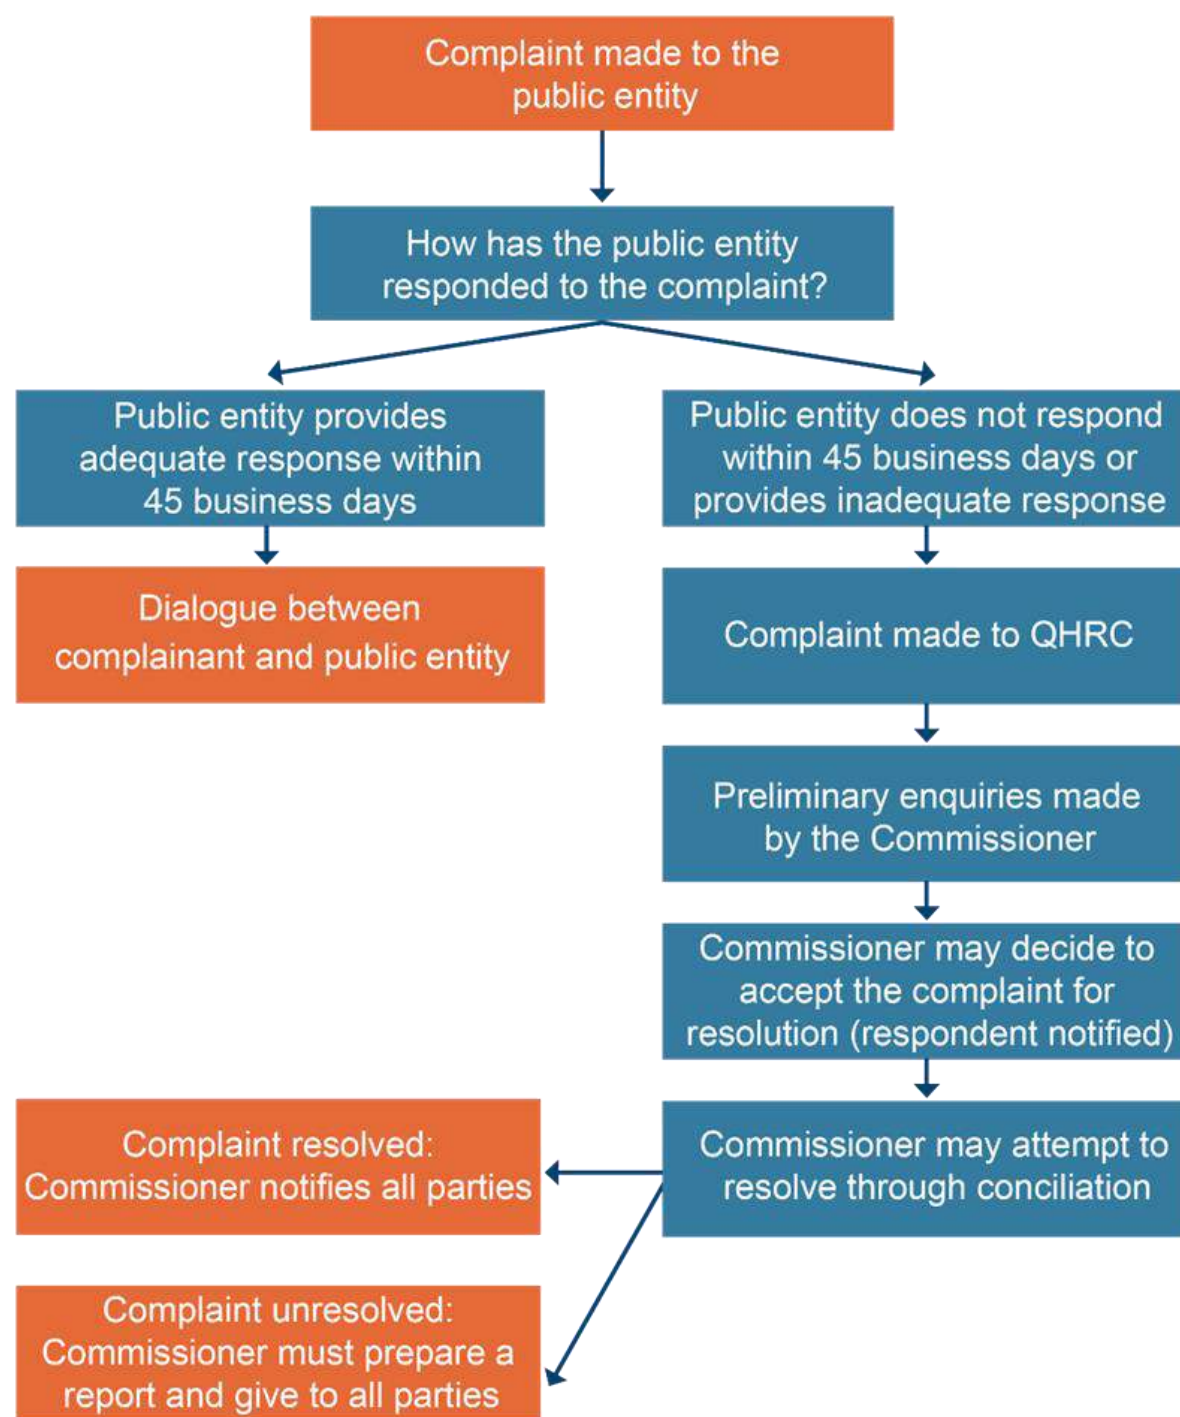 Complaint made to the
public entity
How has the public entity
responded to the complaint?
Public entity provides
adequate response within
45 business days
Public entity does not respond
within 45 business days or
provides inadequate response
Dialogue between
complainant and public entity
Complaint made to QHRC
Preliminary enquiries made
by the Commissioner
Commissioner may decide to
accept the complaint for
resolution (respondent notified)
Commissioner may attempt to
resolve through conciliation
Complaint resolved:
Commissioner notifies all parties
Complaint unresolved:
Commissioner must prepare a
report and give to all parties